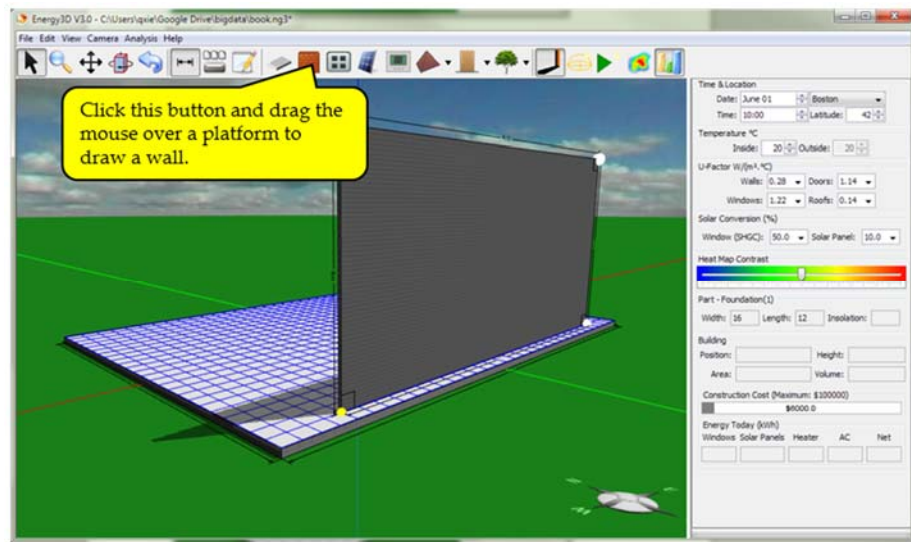 Energy3D V3.0 - C:\Users\qxie\Google Drive\bigdata\book.ng3*
File Edit View Camera Analysis Help
Click this button and drag the
mouse over a platform to
draw a wall.
Time & Location
Date: June 01 Boston
Time: 10:00 Latitude: 42
Temperature °C
Inside: 20 Outside: 20
U-Factor W/(m².°C)
Walls: 0.28 Doors: 1.14
Windows: 1.22 Roofs: 0.14
Solar Conversion (%)
Window (SHGC): 50.0 Solar Panel: 10.0
Heat Map Contrast
Part - Foundation(1)
Width: 16 Length: 12 Insolation:
Building
Position: Height:
Area: Volume:
Construction Cost (Maximum: $100000)
$6000.0
Energy Today (kWh)
Windows Solar Panels Heater AC Net